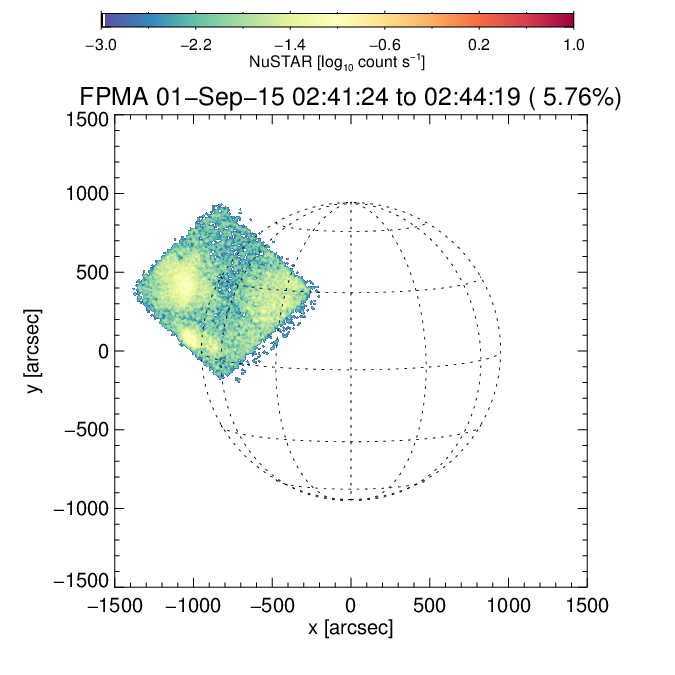 −3.0 −2.2 −1.4 −0.6 0.2 1.0
NuSTAR [log₁₀ count s⁻¹]
FPMA 01−Sep−15 02:41:24 to 02:44:19 ( 5.76%)
1500
1000
500
0
−500
−1000
−1500
y [arcsec]
−1500 −1000 −500 0 500 1000 1500
x [arcsec]